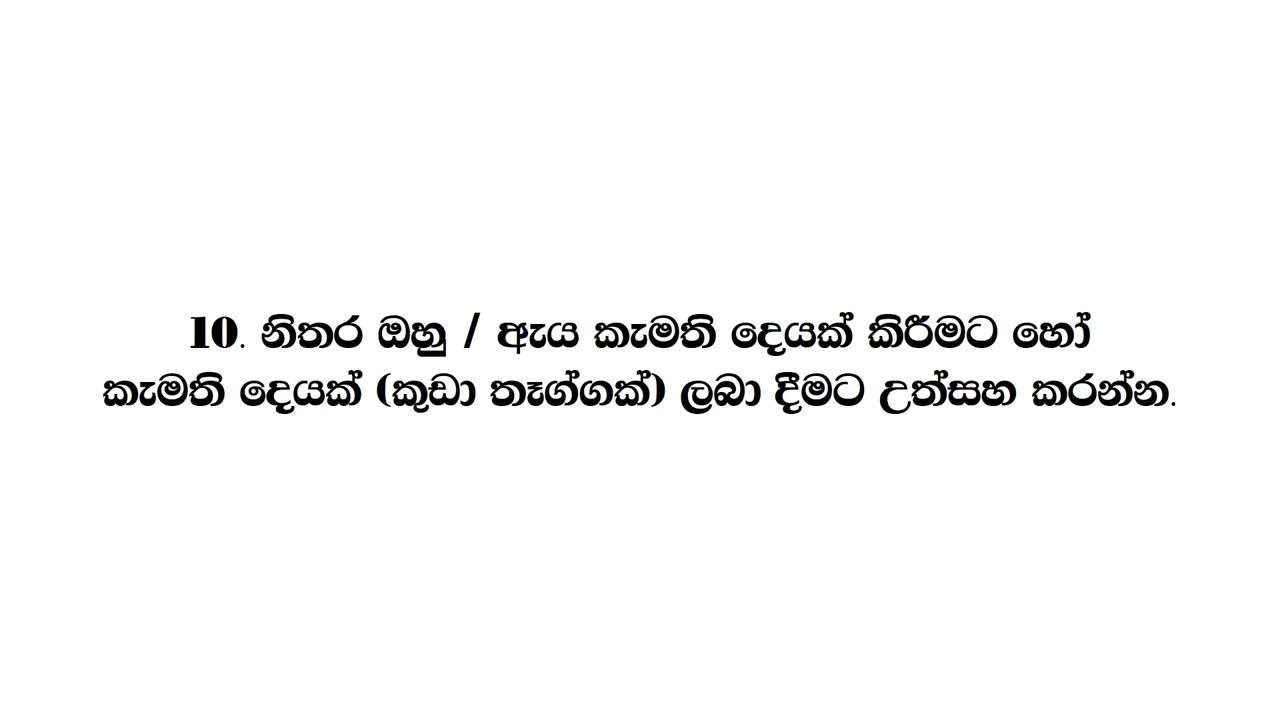 10. නිතර ඔහු / ඇය කැමති දෙයක් කිරීමට හෝ
කැමති දෙයක් (කුඩා තෑග්ගක්) ලබා දීමට උත්සහ කරන්න.